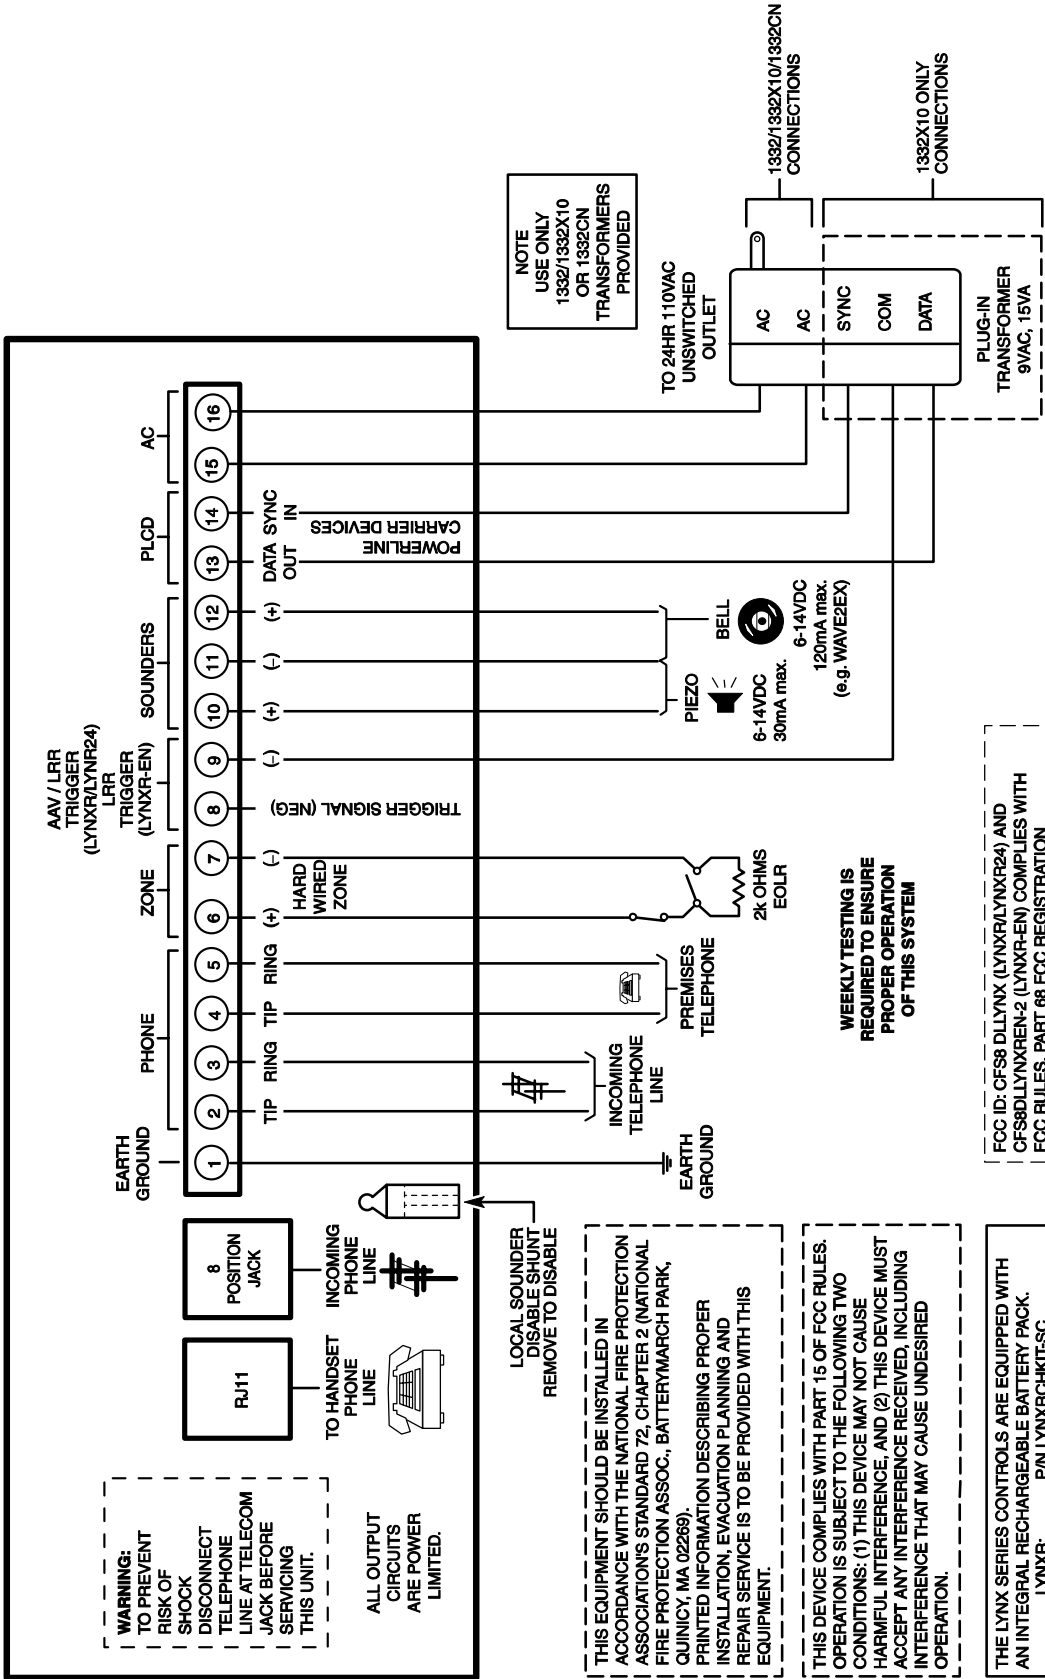 WARNING:
TO PREVENT
RISK OF
SHOCK
DISCONNECT
TELEPHONE
LINE AT TELECOM
JACK BEFORE
SERVICING
THIS UNIT.
ALL OUTPUT
CIRCUITS
ARE POWER
LIMITED.
RJ11
TO HANDSET
PHONE
LINE
8
POSITION
JACK
INCOMING
PHONE
LINE
LOCAL SOUNDER
DISABLE SHUNT
REMOVE TO DISABLE
EARTH
GROUND
PHONE
ZONE
AAV / LRR
TRIGGER
(LYNXR/LYNR24)
LRR
TRIGGER
(LYNXR-EN)
SOUNDERS
PLCD
AC
1
2
3
4
5
6
7
8
9
10
11
12
13
14
15
16
TIP
RING
TIP
RING
(+)
(–)
HARD
WIRED
ZONE
TRIGGER SIGNAL (NEG)
(–)
(+)
(–)
(+)
DATA
OUT
SYNC
IN
POWERLINE
CARRIER DEVICES
EARTH
GROUND
INCOMING
TELEPHONE
LINE
PREMISES
TELEPHONE
2k OHMS
EOLR
PIEZO
6-14VDC
30mA max.
BELL
6-14VDC
120mA max.
(e.g. WAVE2EX)
NOTE
USE ONLY
1332/1332X10
OR 1332CN
TRANSFORMERS
PROVIDED
TO 24HR 110VAC
UNSWITCHED
OUTLET
AC
AC
SYNC
COM
DATA
PLUG-IN
TRANSFORMER
9VAC, 15VA
1332/1332X10/1332CN
CONNECTIONS
1332X10 ONLY
CONNECTIONS
THIS EQUIPMENT SHOULD BE INSTALLED IN
ACCORDANCE WITH THE NATIONAL FIRE PROTECTION
ASSOCIATION'S STANDARD 72, CHAPTER 2 (NATIONAL
FIRE PROTECTION ASSOC., BATTERYMARCH PARK,
QUINICY, MA 02269).
PRINTED INFORMATION DESCRIBING PROPER
INSTALLATION, EVACUATION PLANNING AND
REPAIR SERVICE IS TO BE PROVIDED WITH THIS
EQUIPMENT.
WEEKLY TESTING IS
REQUIRED TO ENSURE
PROPER OPERATION
OF THIS SYSTEM
THIS DEVICE COMPLIES WITH PART 15 OF FCC RULES.
OPERATION IS SUBJECT TO THE FOLLOWING TWO
CONDITIONS: (1) THIS DEVICE MAY NOT CAUSE
HARMFUL INTERFERENCE, AND (2) THIS DEVICE MUST
ACCEPT ANY INTERFERENCE RECEIVED, INCLUDING
INTERFERENCE THAT MAY CAUSE UNDESIRED
OPERATION.
FCC ID: CFS8 DLLYNX (LYNXR/LYNXR24) AND
CFS8DLLYNXREN-2 (LYNXR-EN) COMPLIES WITH
FCC RULES, PART 68 FCC REGISTRATION
THE LYNX SERIES CONTROLS ARE EQUIPPED WITH
AN INTEGRAL RECHARGEABLE BATTERY PACK.
LYNXR: P/N LYNXRCHKIT-SC